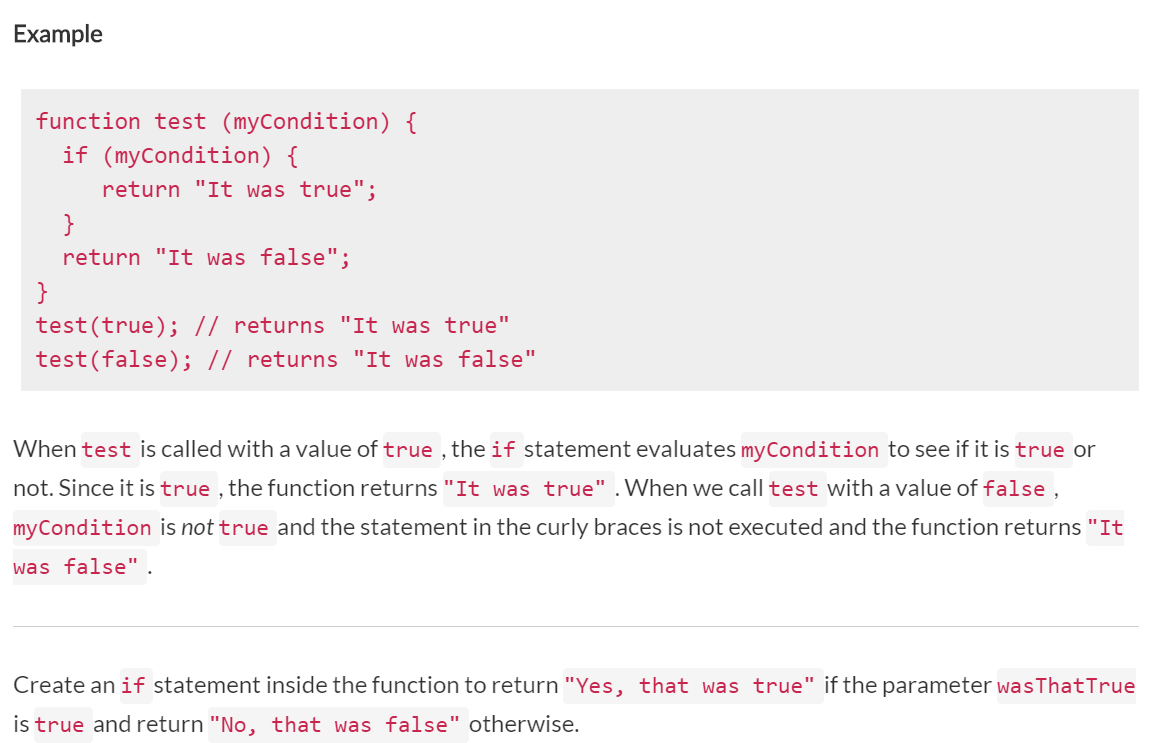 Example
function test (myCondition) {
  if (myCondition) {
     return "It was true";
  }
  return "It was false";
}
test(true); // returns "It was true"
test(false); // returns "It was false"
When test is called with a value of true , the if statement evaluates myCondition to see if it is true or
not. Since it is true , the function returns "It was true" . When we call test with a value of false ,
myCondition is not true and the statement in the curly braces is not executed and the function returns "It
was false" .
Create an if statement inside the function to return "Yes, that was true" if the parameter wasThatTrue
is true and return "No, that was false" otherwise.